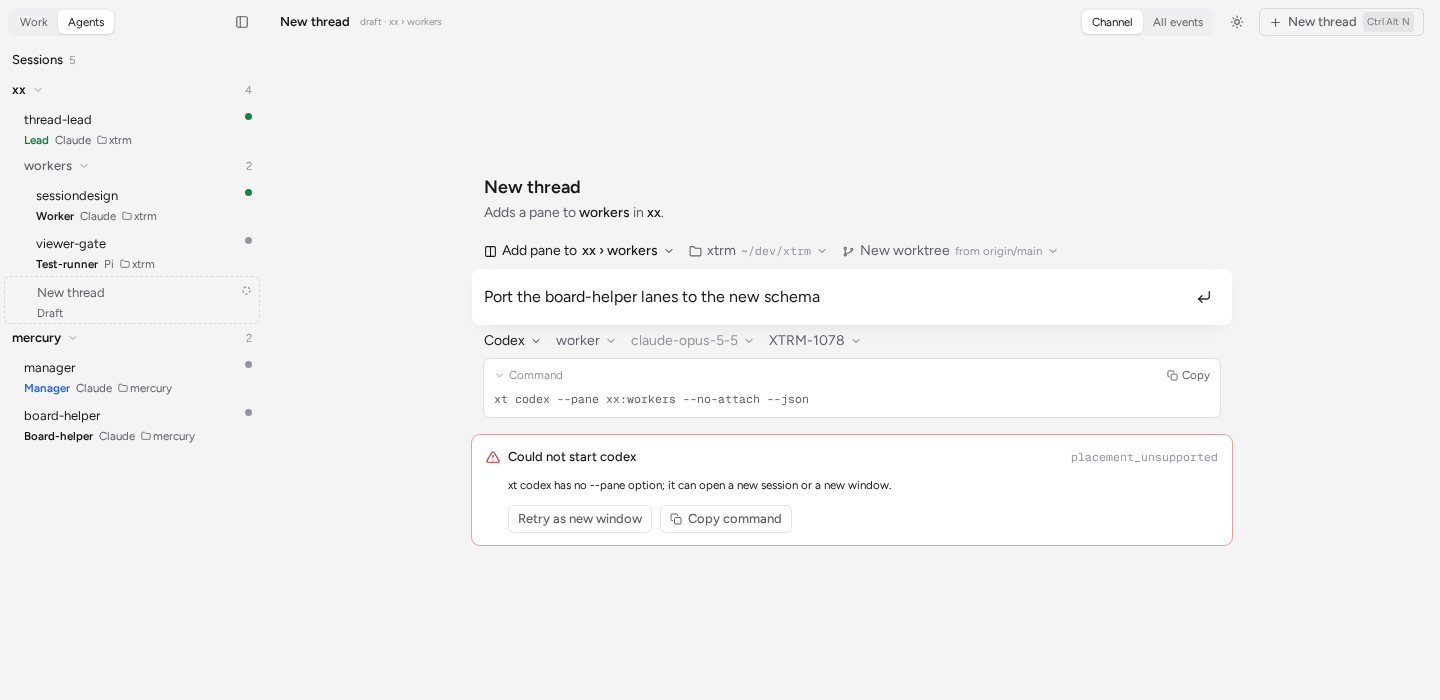 Work Agents
New thread draft · xx › workers
Channel All events
New thread Ctrl Alt N
Sessions 5
xx 4
thread-lead
Lead Claude xtrm
workers 2
sessiondesign
Worker Claude xtrm
viewer-gate
Test-runner Pi xtrm
New thread
Draft
mercury 2
manager
Manager Claude mercury
board-helper
Board-helper Claude mercury
New thread
Adds a pane to workers in xx.
Add pane to xx › workers xtrm ~/dev/xtrm New worktree from origin/main
Port the board-helper lanes to the new schema
Codex worker claude-opus-5-5 XTRM-1078
Command Copy
xt codex --pane xx:workers --no-attach --json
Could not start codex placement_unsupported
xt codex has no --pane option; it can open a new session or a new window.
Retry as new window Copy command